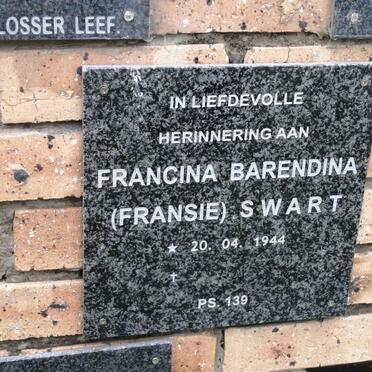 LOSSER LEEF.
IN LIEFDEVOLLE
HERINNERING AAN
FRANCINA BARENDINA
(FRANSIE) SWART
★ 20. 04. 1944
†
PS. 139